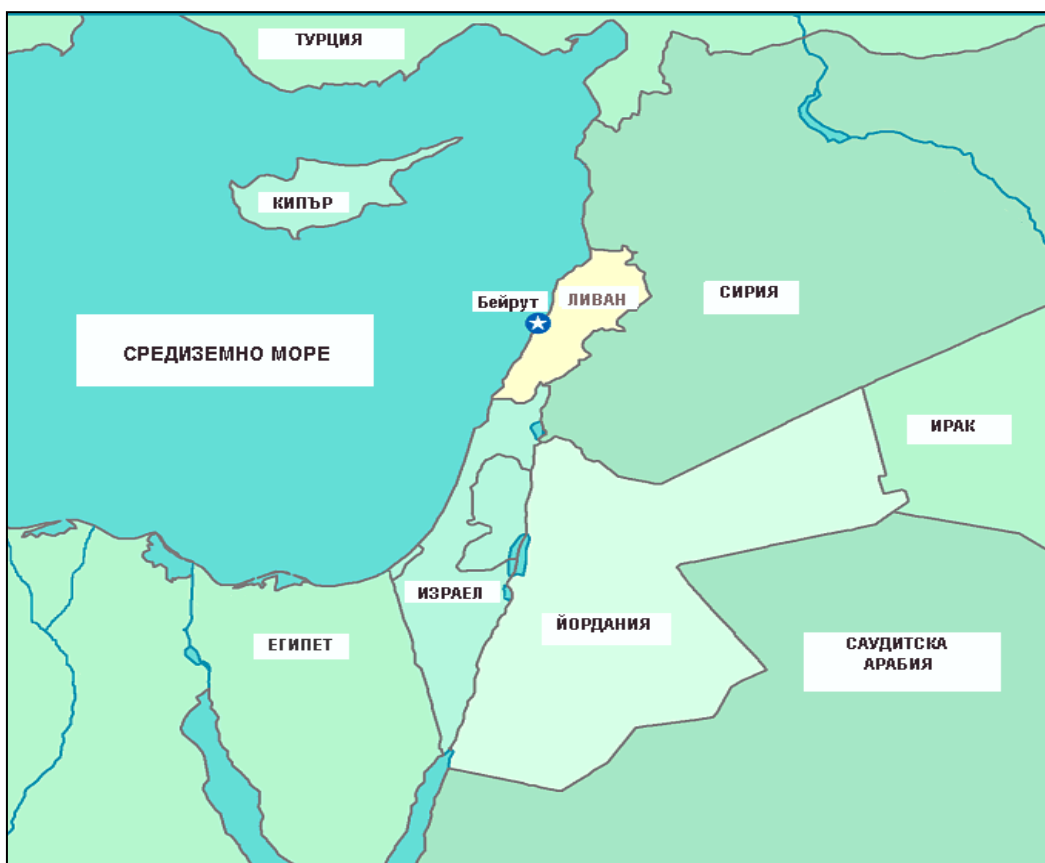 ТУРЦИЯ
КИПЪР
СИРИЯ
Бейрут
ЛИВАН
СРЕДИЗЕМНО МОРЕ
ИРАК
ИЗРАЕЛ
ЙОРДАНИЯ
ЕГИПЕТ
САУДИТСКА
АРАБИЯ